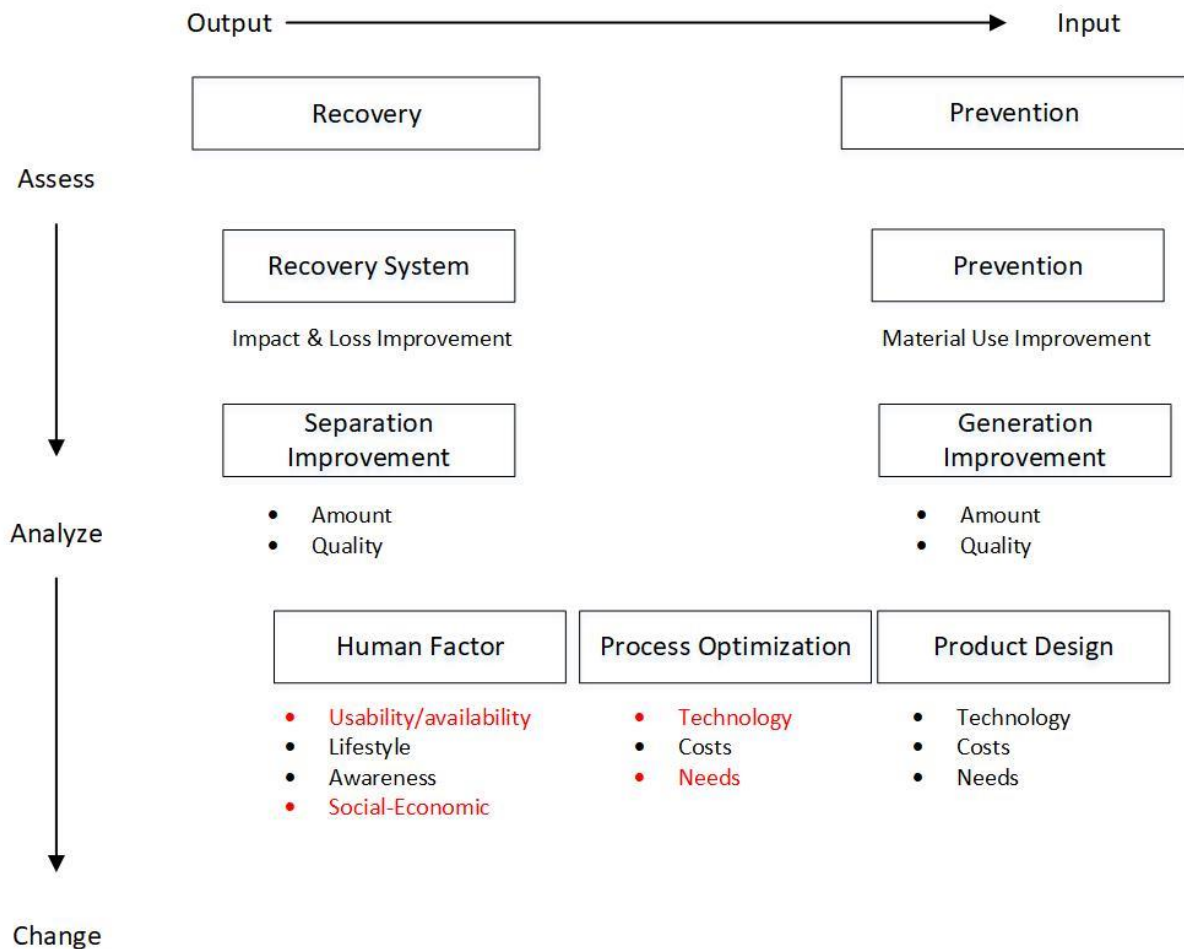 Output
Input
Recovery
Prevention
Assess
Recovery System
Prevention
Impact & Loss Improvement
Material Use Improvement
Separation
Improvement
Generation
Improvement
• Amount
• Quality
• Amount
• Quality
Analyze
Human Factor
Process Optimization
Product Design
• Usability/availability
• Lifestyle
• Awareness
• Social-Economic
• Technology
• Costs
• Needs
• Technology
• Costs
• Needs
Change